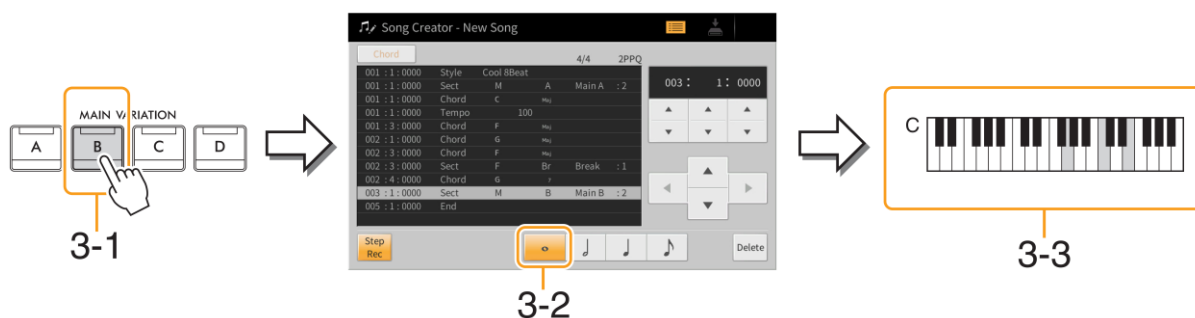 MAIN VARIATION
A B C D
3-1
Song Creator - New Song
Chord
4/4 2PPQ
001 : 1 : 0000 Style Cool 8Beat
001 : 1 : 0000 Sect M A Main A : 2
001 : 1 : 0000 Chord C Maj
001 : 1 : 0000 Tempo 100
001 : 3 : 0000 Chord F Maj
002 : 1 : 0000 Chord G Maj
002 : 3 : 0000 Chord F Maj
002 : 3 : 0000 Sect F Br Break : 1
002 : 4 : 0000 Chord G 7
003 : 1 : 0000 Sect M B Main B : 2
005 : 1 : 0000 End
003 : 1 : 0000
Step
Rec
Delete
3-2
C
3-3